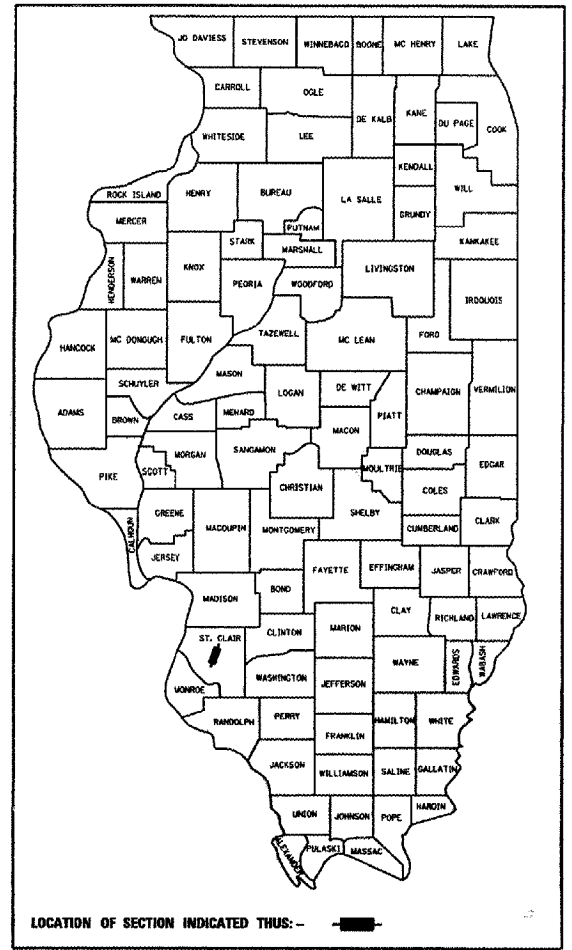 JO DAVIESS STEVENSON WINNEBAGO BOONE MC HENRY LAKE
CARROLL OGLE DE KALB KANE DU PAGE COOK
WHITESIDE LEE
KENDALL WILL
ROCK ISLAND HENRY BUREAU LA SALLE GRUNDY
MERCER PUTNAM
STARK MARSHALL KANKAKEE
HENDERSON WARREN KNOX PEORIA WOODFORD LIVINGSTON IROQUOIS
HANCOCK MC DONOUGH FULTON TAZEWELL MC LEAN FORD
SCHUYLER MASON LOGAN DE WITT CHAMPAIGN VERMILION
ADAMS BROWN CASS MENARD MACON PIATT
PIKE SCOTT MORGAN SANGAMON MOULTRIE DOUGLAS EDGAR
CHRISTIAN COLES
CALHOUN GREENE MACOUPIN MONTGOMERY SHELBY CUMBERLAND CLARK
JERSEY FAYETTE EFFINGHAM JASPER CRAWFORD
MADISON BOND CLAY RICHLAND LAWRENCE
ST. CLAIR CLINTON MARION WAYNE EDWARDS WABASH
MONROE WASHINGTON JEFFERSON
RANDOLPH PERRY HAMILTON WHITE
FRANKLIN
JACKSON WILLIAMSON SALINE GALLATIN
UNION JOHNSON POPE HARDIN
ALEXANDER PULASKI MASSAC
LOCATION OF SECTION INDICATED THUS: –